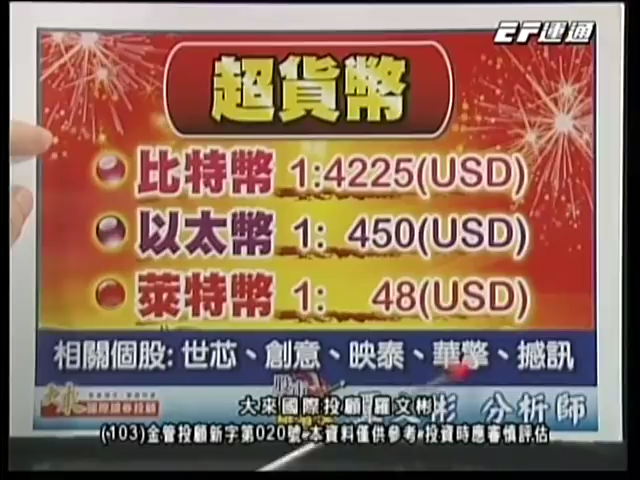 EF運通
超貨幣
比特幣 1:4225(USD)
以太幣 1: 450(USD)
萊特幣 1: 48(USD)
相關個股: 世芯、創意、映泰、華擎、撼訊
大來 國際證券投顧
彬 分析師
大來國際投顧 羅文彬
(103)金管投顧新字第020號 本資料僅供參考 投資時應審慎評估